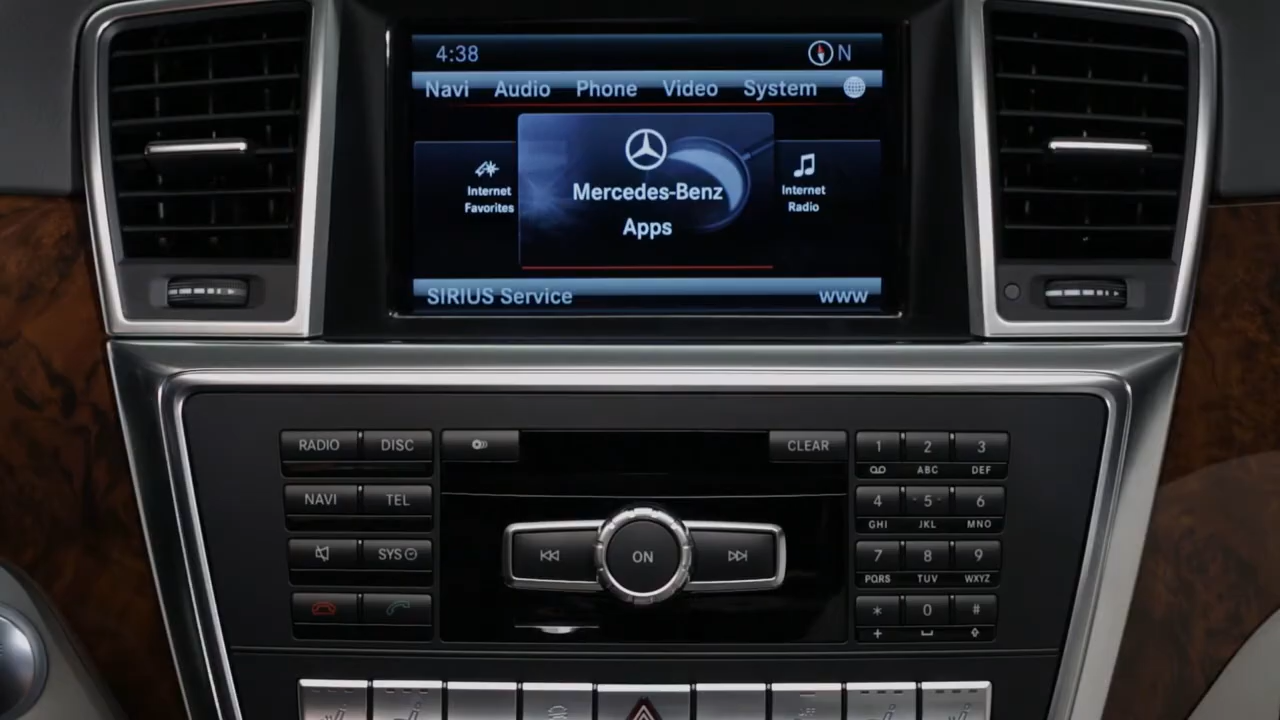 4:38 N
Navi Audio Phone Video System
Internet
Favorites
Mercedes-Benz
Apps
Internet
Radio
SIRIUS Service www
RADIO DISC CLEAR 1 2 3
ABC DEF
NAVI TEL 4 5 6
GHI JKL MNO
SYS ON 7 8 9
PQRS TUV WXYZ
* 0 #
+